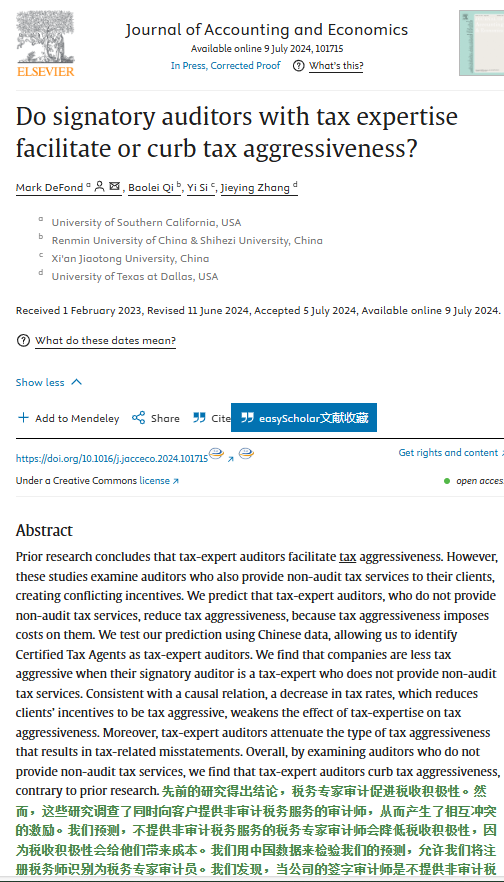 ELSEVIER
Journal of Accounting and Economics
Available online 9 July 2024, 101715
In Press, Corrected Proof
What's this?
Do signatory auditors with tax expertise
facilitate or curb tax aggressiveness?
Mark DeFond a, Baolei Qi b, Yi Si c, Jieying Zhang d
a University of Southern California, USA
b Renmin University of China & Shihezi University, China
c Xi'an Jiaotong University, China
d University of Texas at Dallas, USA
Received 1 February 2023, Revised 11 June 2024, Accepted 5 July 2024, Available online 9 July 2024.
What do these dates mean?
Show less
Add to Mendeley
Share
Cite
easyScholar文献收藏
https://doi.org/10.1016/j.jacceco.2024.101715
Get rights and content
Under a Creative Commons license
open acces
Abstract
Prior research concludes that tax-expert auditors facilitate tax aggressiveness. However,
these studies examine auditors who also provide non-audit tax services to their clients,
creating conflicting incentives. We predict that tax-expert auditors, who do not provide
non-audit tax services, reduce tax aggressiveness, because tax aggressiveness imposes
costs on them. We test our prediction using Chinese data, allowing us to identify
Certified Tax Agents as tax-expert auditors. We find that companies are less tax
aggressive when their signatory auditor is a tax-expert who does not provide non-audit
tax services. Consistent with a causal relation, a decrease in tax rates, which reduces
clients' incentives to be tax aggressive, weakens the effect of tax-expertise on tax
aggressiveness. Moreover, tax-expert auditors attenuate the type of tax aggressiveness
that results in tax-related misstatements. Overall, by examining auditors who do not
provide non-audit tax services, we find that tax-expert auditors curb tax aggressiveness,
contrary to prior research. 先前的研究得出结论，税务专家审计促进税收积极性。然
而，这些研究调查了同时向客户提供非审计税务服务的审计师，从而产生了相互冲突
的激励。我们预测，不提供非审计税务服务的税务专家审计师会降低税收积极性，因
为税收积极性会给他们带来成本。我们用中国数据来检验我们的预测，允许我们将注
册税务师识别为税务专家审计员。我们发现，当公司的签字审计师是不提供非审计税